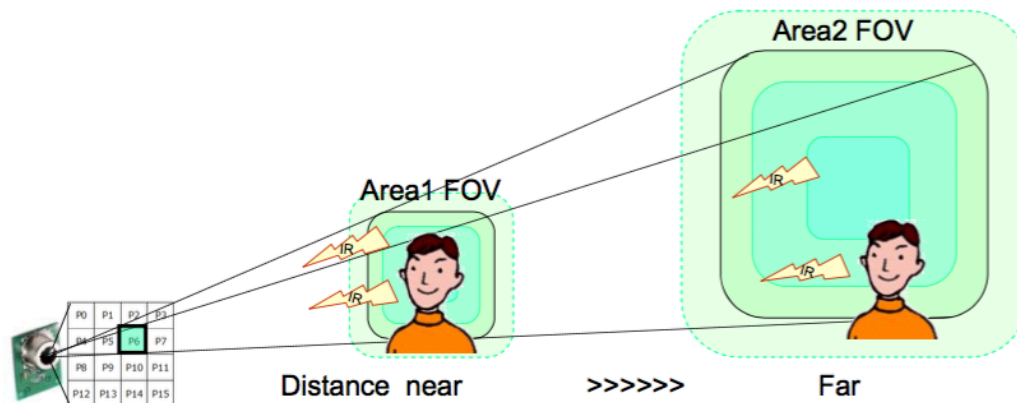 Area2 FOV
Area1 FOV
IR
IR
IR
IR
P0 P1 P2 P3
P4 P5 P6 P7
P8 P9 P10 P11
P12 P13 P14 P15
Distance near >>>>>> Far